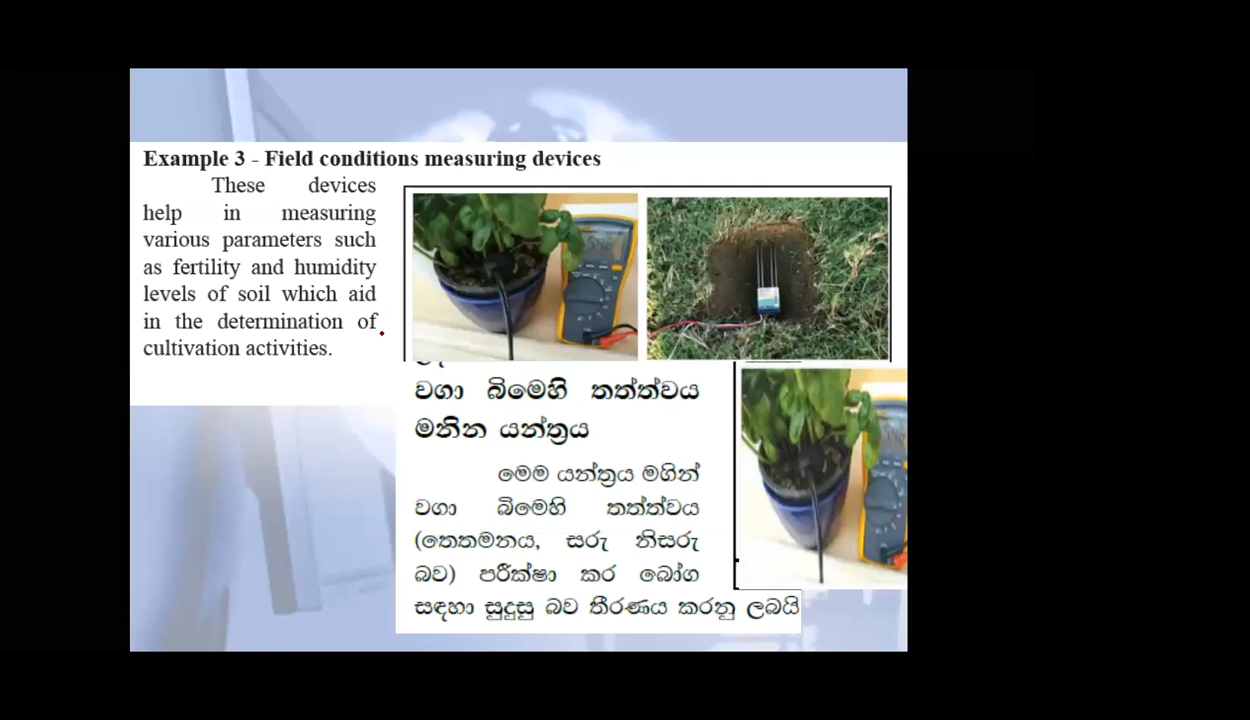 Example 3 - Field conditions measuring devices
These devices
help in measuring
various parameters such
as fertility and humidity
levels of soil which aid
in the determination of
cultivation activities.
වගා බිමෙහි තත්ත්වය
මනින යන්ත්‍රය
මෙම යන්ත්‍රය මගින්
වගා බිමෙහි තත්ත්වය
(තෙතමනය, සරු නිසරු
බව) පරීක්ෂා කර බෝග
සඳහා සුදුසු බව තීරණය කරනු ලබයි